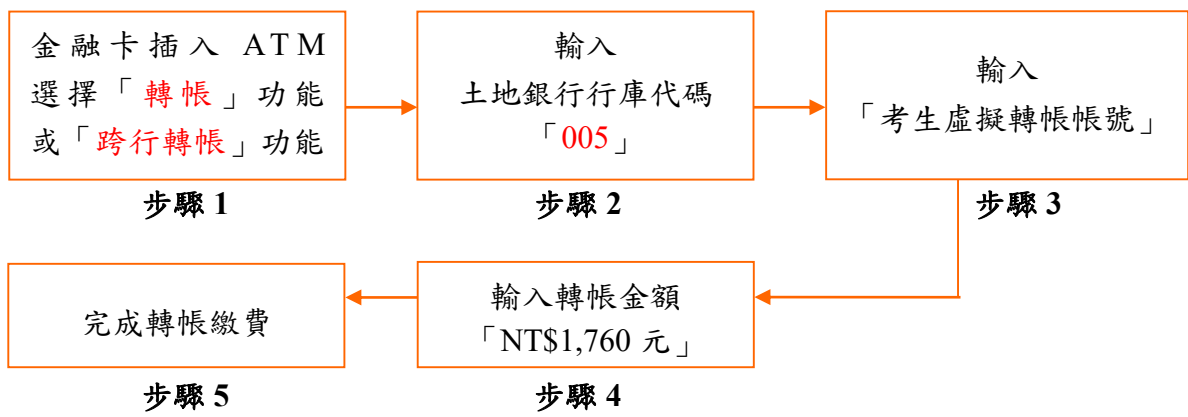 金融卡插入 ATM
選擇「轉帳」功能
或「跨行轉帳」功能
步驟 1
輸入
土地銀行行庫代碼
「005」
步驟 2
輸入
「考生虛擬轉帳帳號」
步驟 3
輸入轉帳金額
「NT$1,760 元」
步驟 4
完成轉帳繳費
步驟 5